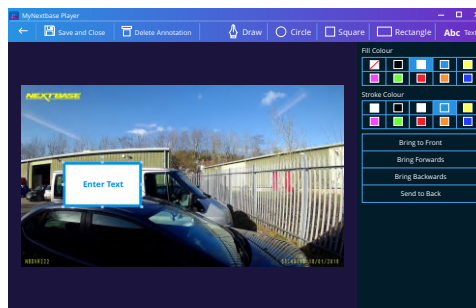 MyNextbase Player
Save and Close
Delete Annotation
Draw
Circle
Square
Rectangle
Abc Text
Fill Colour
Stroke Colour
Bring to Front
Bring Forwards
Bring Backwards
Send to Back
NEXTBASE
Enter Text